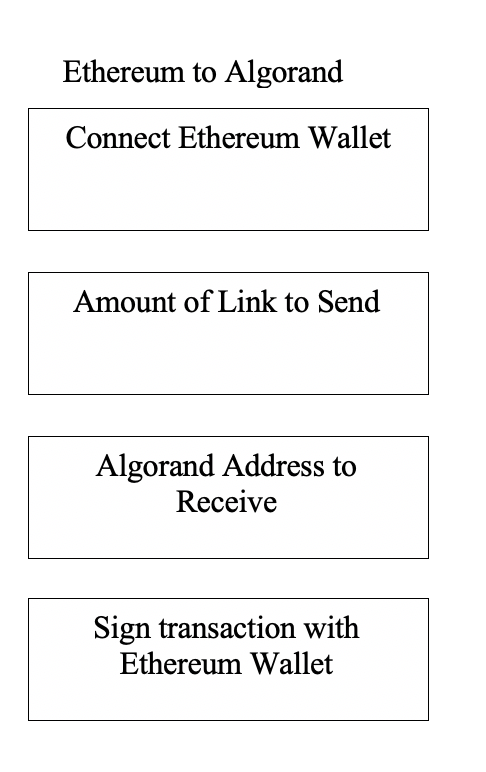 Ethereum to Algorand
Connect Ethereum Wallet
Amount of Link to Send
Algorand Address to
Receive
Sign transaction with
Ethereum Wallet